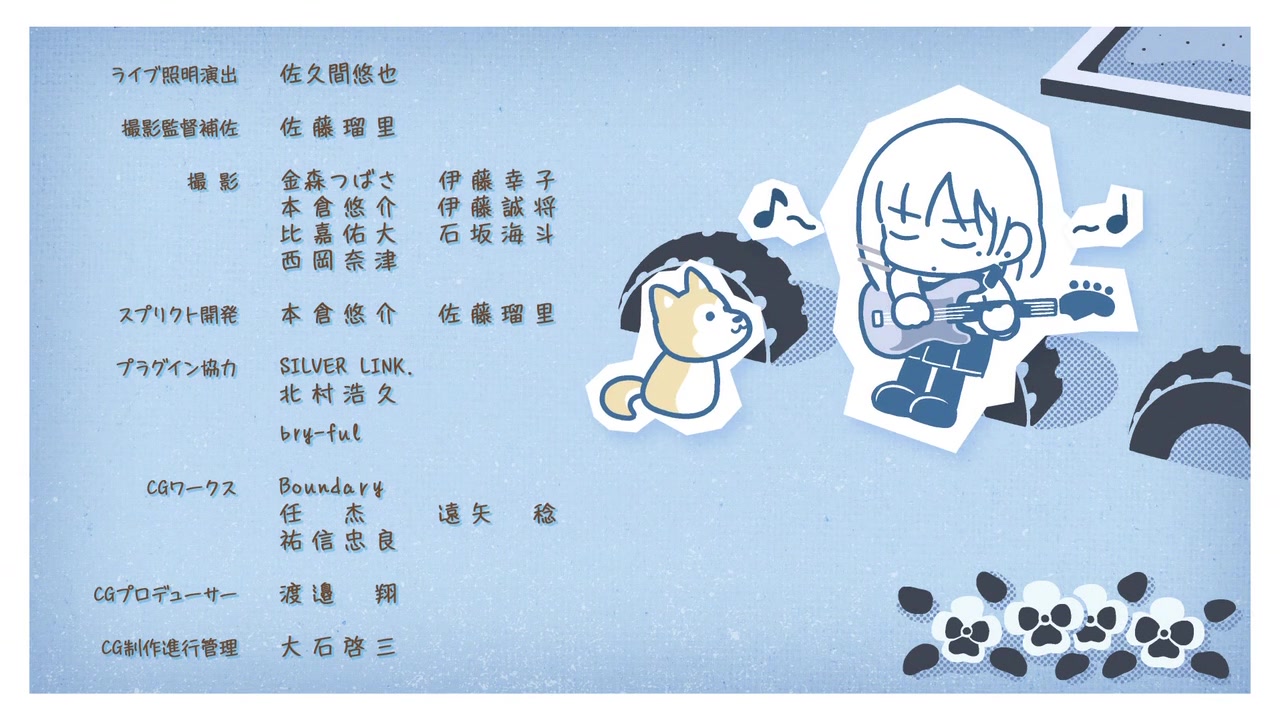 ライブ照明演出 佐久間悠也
撮影監督補佐 佐藤瑠里
撮影 金森つばさ 伊藤幸子
本倉悠介 伊藤誠将
比嘉佑大 石坂海斗
西岡奈津
スプリクト開発 本倉悠介 佐藤瑠里
プラグイン協力 SILVER LINK.
北村浩久
bry-ful
CGワークス Boundary
任杰 遠矢稔
祐信忠良
CGプロデューサー 渡邉翔
CG制作進行管理 大石啓三